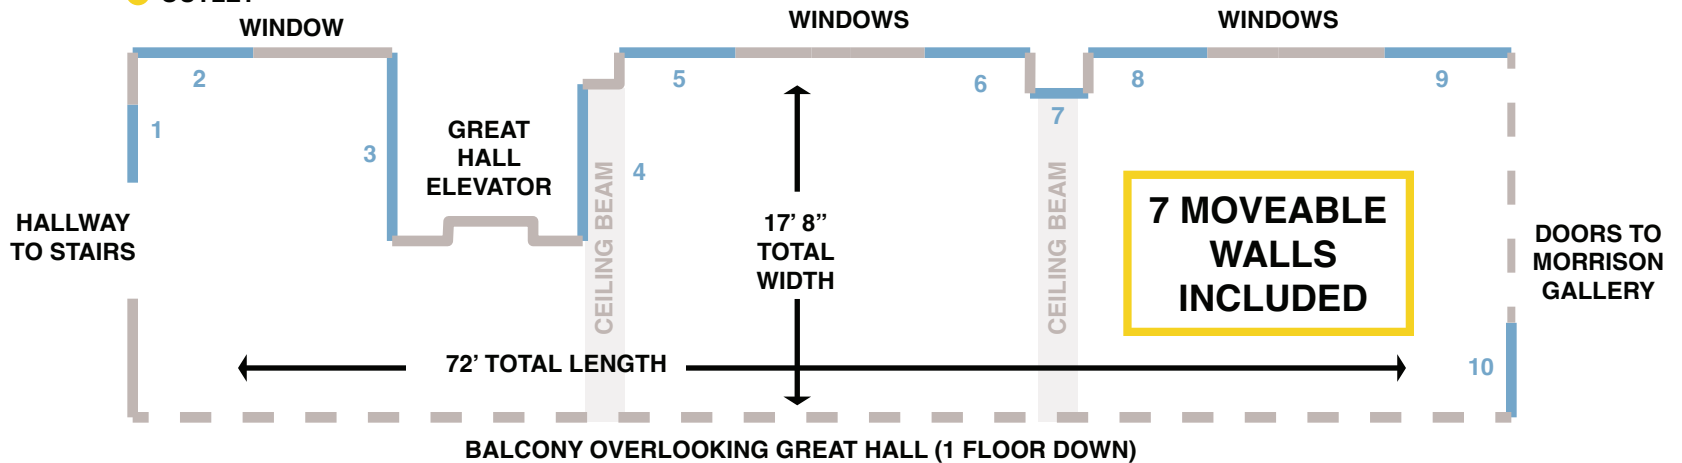 WINDOW
WINDOWS
WINDOWS
2
5
6
8
9
1
3
GREAT
HALL
ELEVATOR
4
7
CEILING BEAM
CEILING BEAM
HALLWAY
TO STAIRS
17’ 8”
TOTAL
WIDTH
7 MOVEABLE
WALLS
INCLUDED
DOORS TO
MORRISON
GALLERY
72’ TOTAL LENGTH
10
BALCONY OVERLOOKING GREAT HALL (1 FLOOR DOWN)